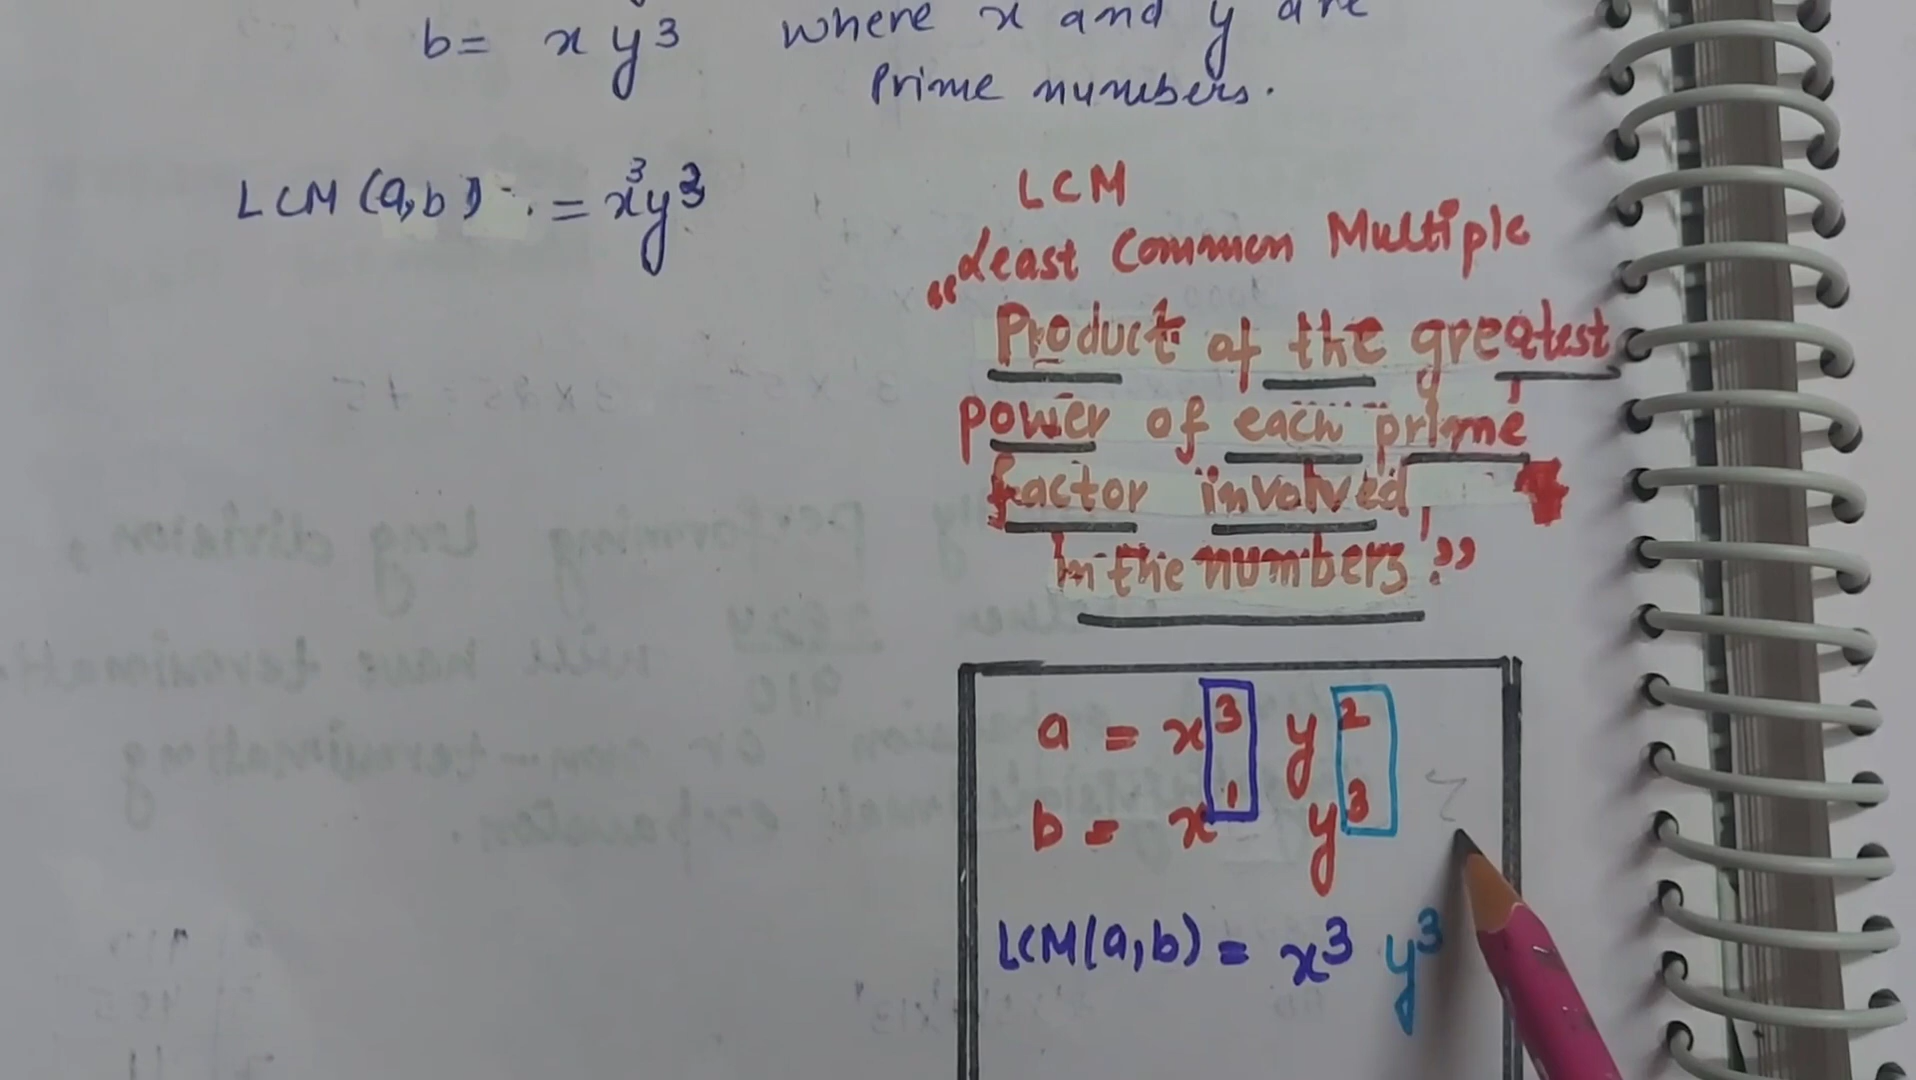 b = x y³ where x and y are
Prime numbers.
LCM (a,b) . = x³y³
LCM
Least Common Multiple
"Product of the greatest
power of each prime
factor involved
in the numbers."
a = x³ y²
b = x¹ y³
LCM(a,b) = x³ y³